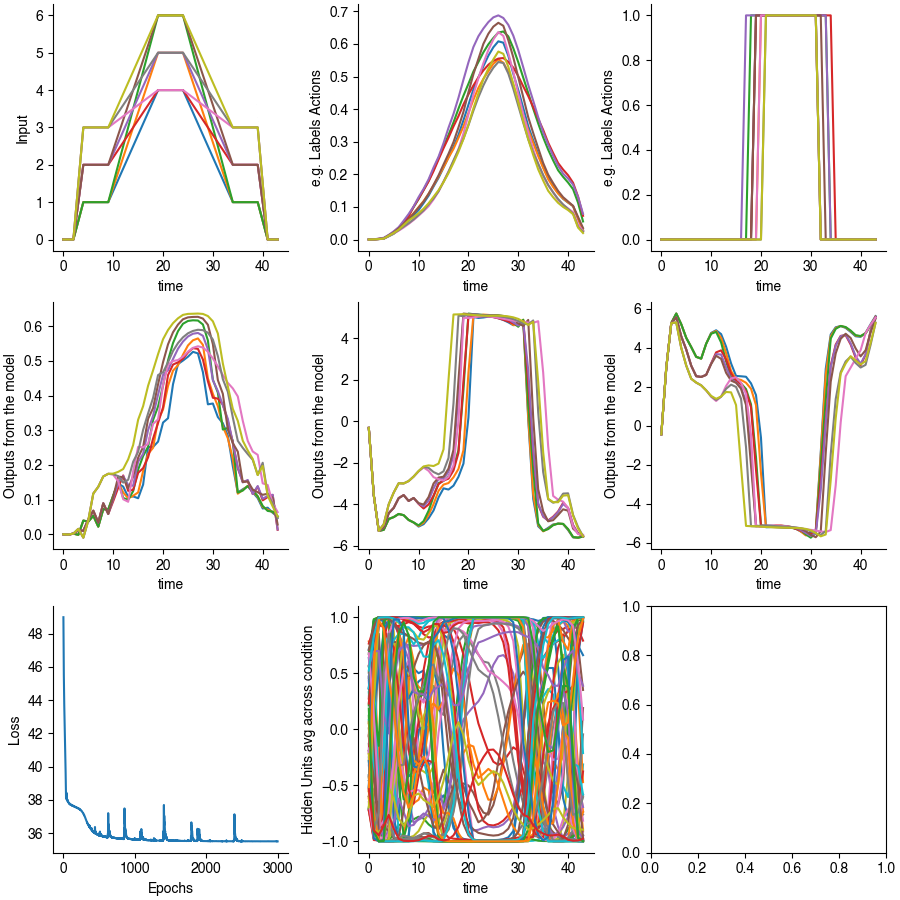 6
5
4
3
2
1
0
Input
0 10 20 30 40
time
0.7
0.6
0.5
0.4
0.3
0.2
0.1
0.0
e.g. Labels Actions
0 10 20 30 40
time
1.0
0.8
0.6
0.4
0.2
0.0
e.g. Labels Actions
0 20 40
time
0.6
0.5
0.4
0.3
0.2
0.1
0.0
Outputs from the model
0 10 20 30 40
time
4
2
0
−2
−4
−6
Outputs from the model
0 10 20 30 40
time
6
4
2
0
−2
−4
−6
Outputs from the model
0 20 40
time
48
46
44
42
40
38
36
Loss
0 1000 2000 3000
Epochs
1.0
0.5
0.0
−0.5
−1.0
Hidden Units avg across condition
0 10 20 30 40
time
1.0
0.8
0.6
0.4
0.2
0.0
0.0 0.2 0.4 0.6 0.8 1.0